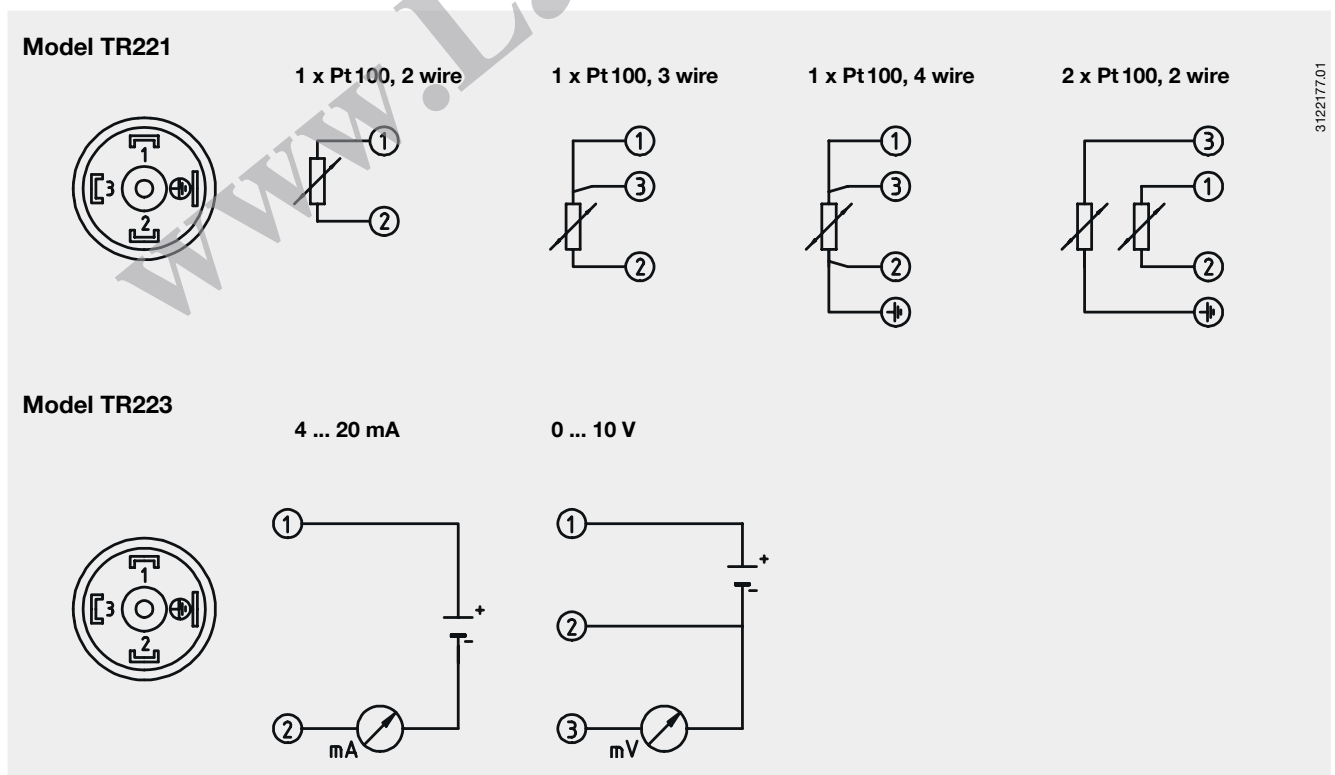 Model TR221
1 x Pt100, 2 wire
1 x Pt100, 3 wire
1 x Pt100, 4 wire
2 x Pt100, 2 wire
3122177.01
1
3
2
1
2
1
3
2
1
3
2
3
1
2
Model TR223
4 ... 20 mA
0 ... 10 V
1
3
2
1
+
-
2
mA
1
+
-
2
3
mV
www.L